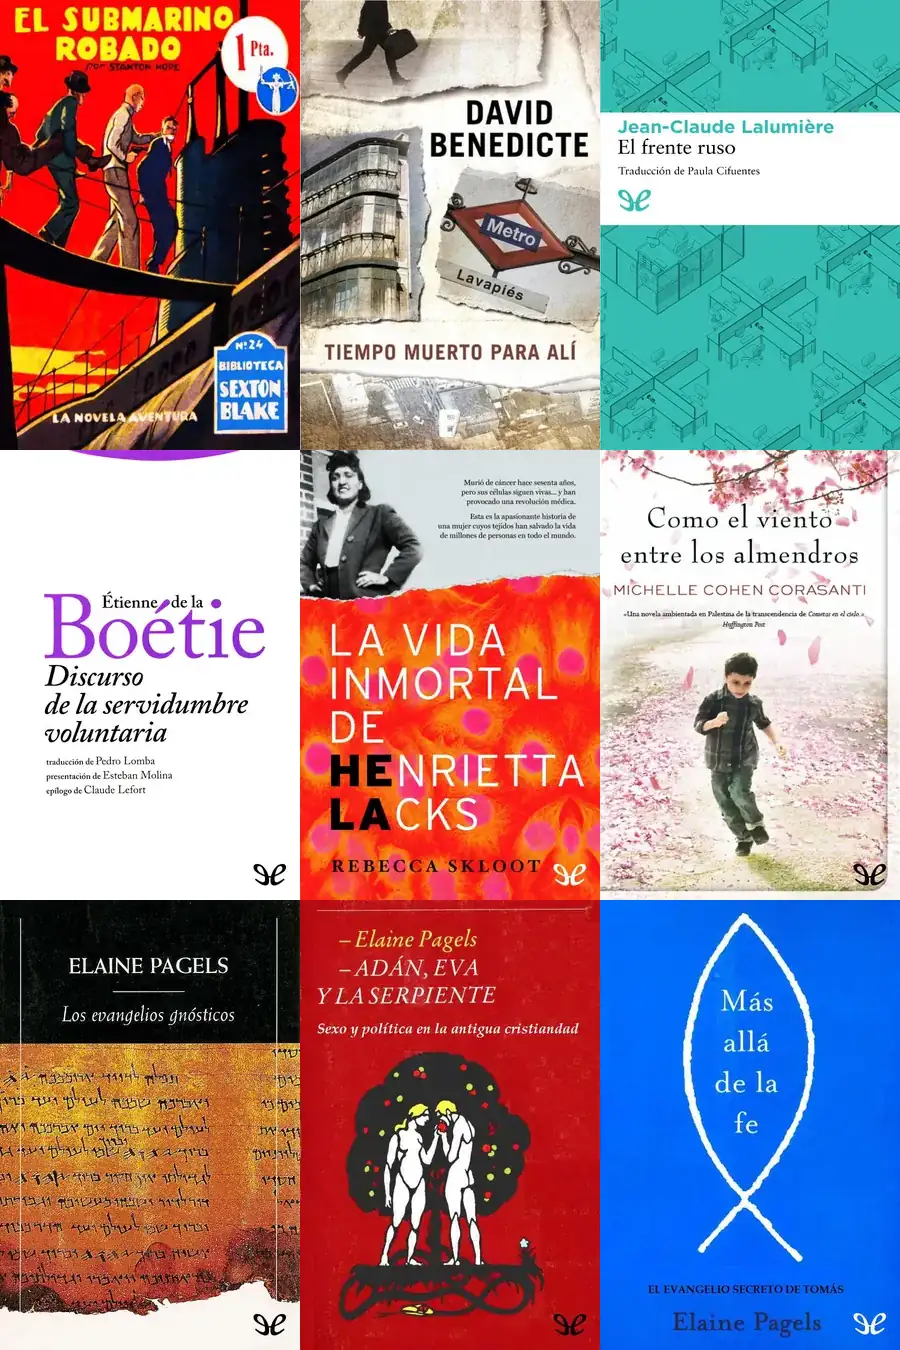 EL SUBMARINO
ROBADO
POR STANTON HOPE
1 Pta.
Nº 24
BIBLIOTECA
SEXTON
BLAKE
LA NOVELA AVENTURA
DAVID
BENEDICTE
Metro
Lavapiés
TIEMPO MUERTO PARA ALÍ
Jean-Claude Lalumière
El frente ruso
Traducción de Paula Cifuentes
Étienne de la
Boétie
Discurso
de la servidumbre
voluntaria
traducción de Pedro Lomba
presentación de Esteban Molina
epílogo de Claude Lefort
Murió de cáncer hace sesenta años,
pero sus células siguen vivas... y han
provocado una revolución médica.
Esta es la apasionante historia de
una mujer cuyos tejidos han salvado la vida
de millones de personas en todo el mundo.
LA VIDA
INMORTAL
DE
HENRIETTA
LACKS
REBECCA SKLOOT
Como el viento
entre los almendros
MICHELLE COHEN CORASANTI
«Una novela ambientada en Palestina de la transcendencia de Cometas en el cielo.»
Huffington Post
ELAINE PAGELS
Los evangelios gnósticos
– Elaine Pagels
– ADÁN, EVA
Y LA SERPIENTE
Sexo y política en la antigua cristiandad
Más
allá
de la
fe
EL EVANGELIO SECRETO DE TOMÁS
Elaine Pagels